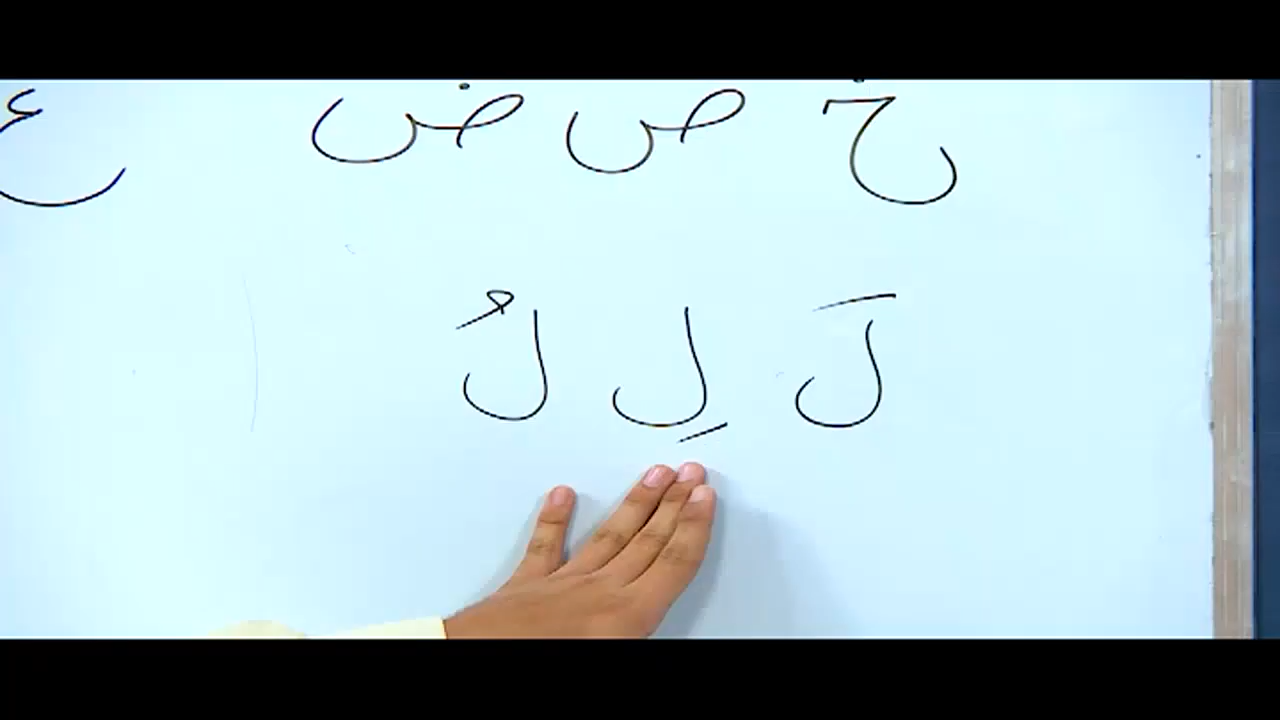 خ ص ض ع
لَ لِ لُ